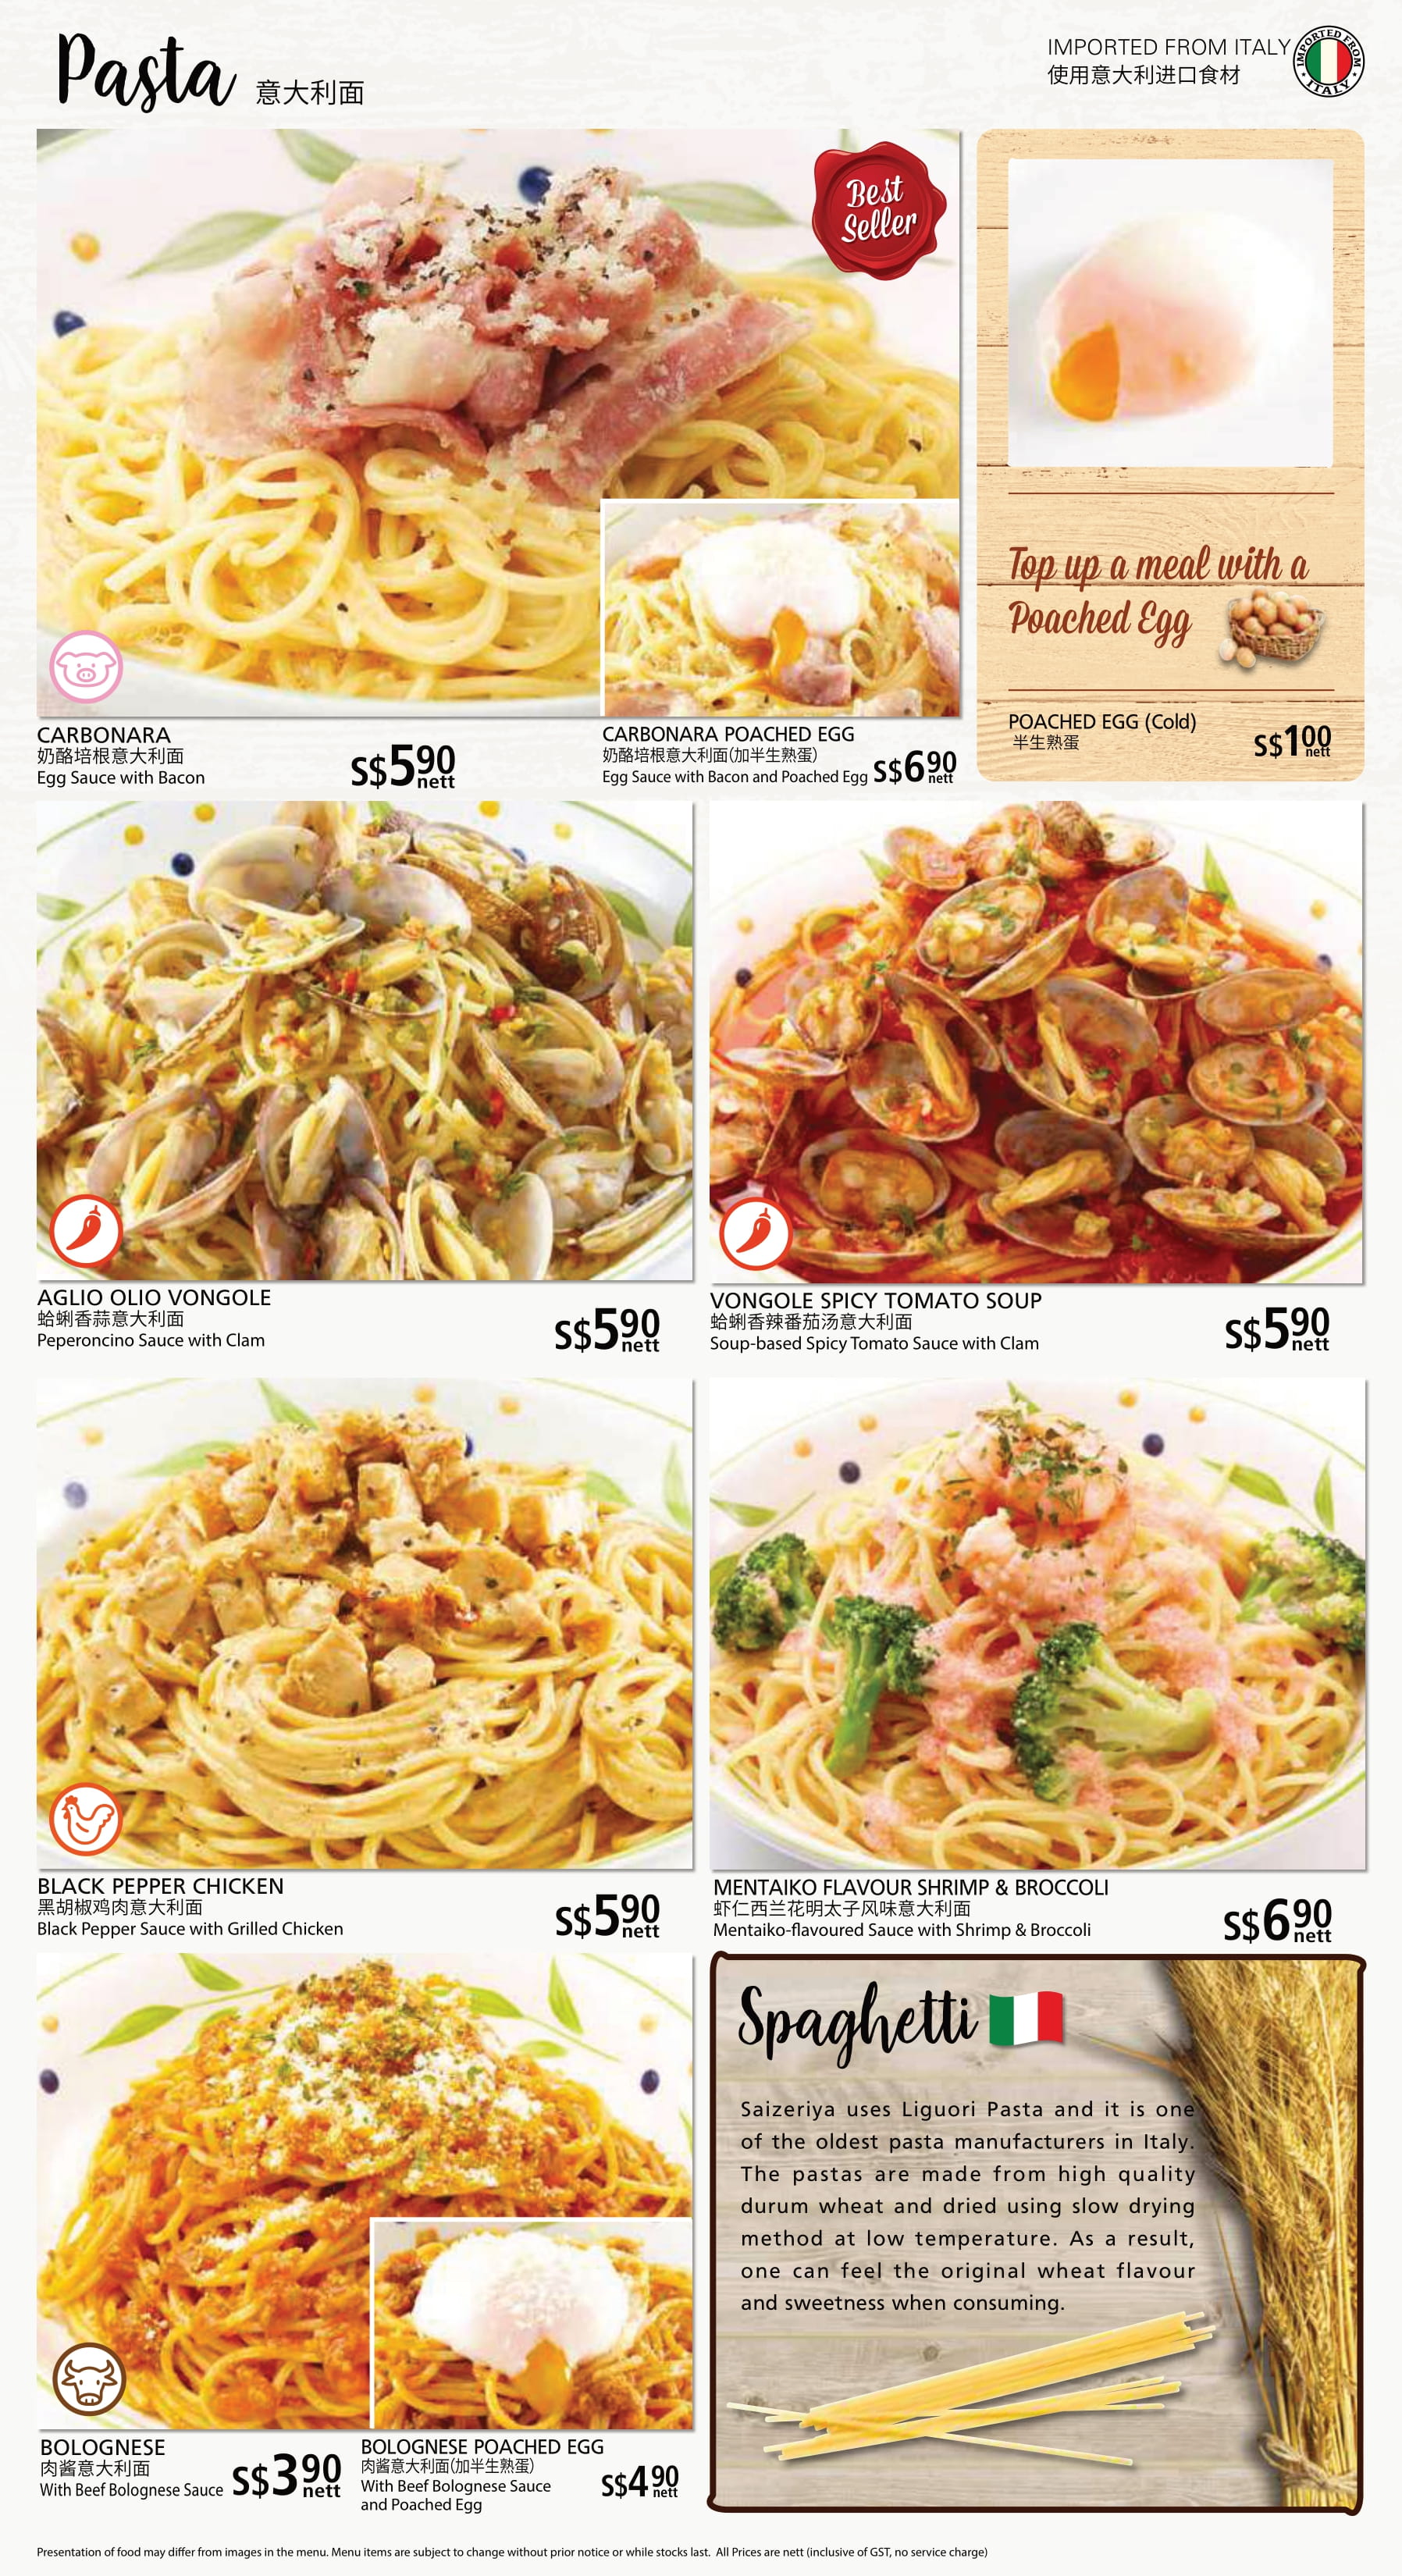 Pasta 意大利面
IMPORTED FROM ITALY
使用意大利进口食材
IMPORTED FROM
ITALY
Best
Seller
CARBONARA
奶酪培根意大利面
Egg Sauce with Bacon
S$5.90
nett
CARBONARA POACHED EGG
奶酪培根意大利面(加半生熟蛋)
Egg Sauce with Bacon and Poached Egg
S$6.90
nett
Top up a meal with a
Poached Egg
POACHED EGG (Cold)
半生熟蛋
S$1.00
nett
AGLIO OLIO VONGOLE
蛤蜊香蒜意大利面
Peperoncino Sauce with Clam
S$5.90
nett
VONGOLE SPICY TOMATO SOUP
蛤蜊香辣番茄汤意大利面
Soup-based Spicy Tomato Sauce with Clam
S$5.90
nett
BLACK PEPPER CHICKEN
黑胡椒鸡肉意大利面
Black Pepper Sauce with Grilled Chicken
S$5.90
nett
MENTAIKO FLAVOUR SHRIMP & BROCCOLI
虾仁西兰花明太子风味意大利面
Mentaiko-flavoured Sauce with Shrimp & Broccoli
S$6.90
nett
BOLOGNESE
肉酱意大利面
With Beef Bolognese Sauce
S$3.90
nett
BOLOGNESE POACHED EGG
肉酱意大利面(加半生熟蛋)
With Beef Bolognese Sauce
and Poached Egg
S$4.90
nett
Spaghetti
Saizeriya uses Liguori Pasta and it is one
of the oldest pasta manufacturers in Italy.
The pastas are made from high quality
durum wheat and dried using slow drying
method at low temperature. As a result,
one can feel the original wheat flavour
and sweetness when consuming.
Presentation of food may differ from images in the menu. Menu items are subject to change without prior notice or while stocks last. All Prices are nett (inclusive of GST, no service charge)